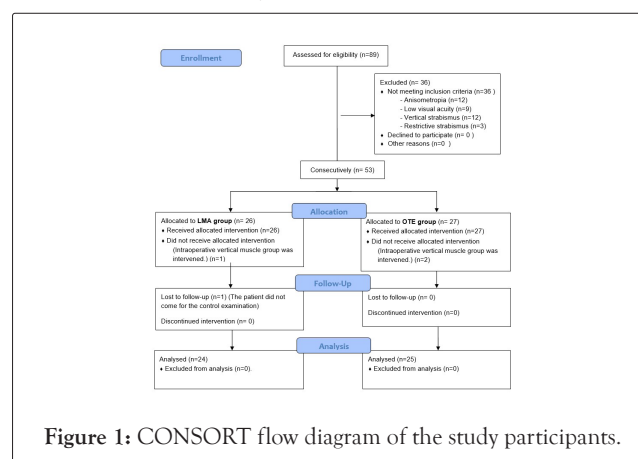 Enrollment
Assessed for eligibility (n=89)
Excluded (n= 36)
♦ Not meeting inclusion criteria (n=36 )
- Anisometropia (n=12)
- Low visual acuity (n=9)
- Vertical strabismus (n=12)
- Restrictive strabismus (n=3)
♦ Declined to participate (n= 0 )
♦ Other reasons (n=0 )
Consecutively (n= 53)
Allocation
Allocated to LMA group (n= 26)
♦ Received allocated intervention (n=26)
♦ Did not receive allocated intervention
(Intraoperative vertical muscle group was
intervened.) (n=1)
Allocated to OTE group (n= 27)
♦ Received allocated intervention (n=27)
♦ Did not receive allocated intervention
(Intraoperative vertical muscle group was
intervened.) (n=2)
Follow-Up
Lost to follow-up (n=1) (The patient did not
come for the control examination)
Discontinued intervention (n= 0)
Lost to follow-up (n= 0)
Discontinued intervention (n=0)
Analysis
Analysed (n=24)
♦ Excluded from analysis (n=0).
Analysed (n=25)
♦ Excluded from analysis (n=0)
Figure 1: CONSORT flow diagram of the study participants.